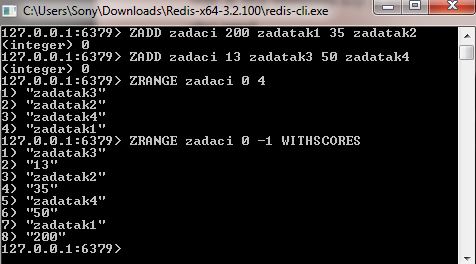 C:\Users\Sony\Downloads\Redis-x64-3.2.100\redis-cli.exe
127.0.0.1:6379> ZADD zadaci 200 zadatak1 35 zadatak2
(integer) 0
127.0.0.1:6379> ZADD zadaci 13 zadatak3 50 zadatak4
(integer) 0
127.0.0.1:6379> ZRANGE zadaci 0 4
1) "zadatak3"
2) "zadatak2"
3) "zadatak4"
4) "zadatak1"
127.0.0.1:6379> ZRANGE zadaci 0 -1 WITHSCORES
1) "zadatak3"
2) "13"
3) "zadatak2"
4) "35"
5) "zadatak4"
6) "50"
7) "zadatak1"
8) "200"
127.0.0.1:6379>